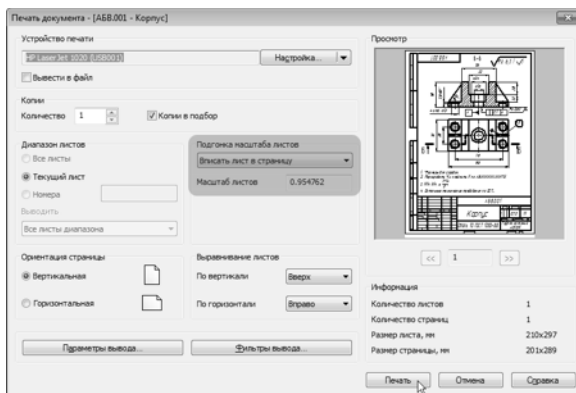 Печать документа - [АБВ.001 - Корпус]
Устройство печати
HP LaserJet 1020 (USB001)
Настройка...
Вывести в файл
Копии
Количество 1
Копии в подбор
Диапазон листов
Все листы
Текущий лист
Номера
Выводить
Все листы диапазона
Подгонка масштаба листов
Вписать лист в страницу
Масштаб листов 0.954762
Ориентация страницы
Вертикальная
Горизонтальная
Выравнивание листов
По вертикали Вверх
По горизонтали Вправо
Параметры вывода...
Фильтры вывода...
Просмотр
Корпус
<< 1 >>
Информация
Количество листов 1
Количество страниц 1
Размер листа, мм 210x297
Размер страницы, мм 201x289
Печать
Отмена
Справка